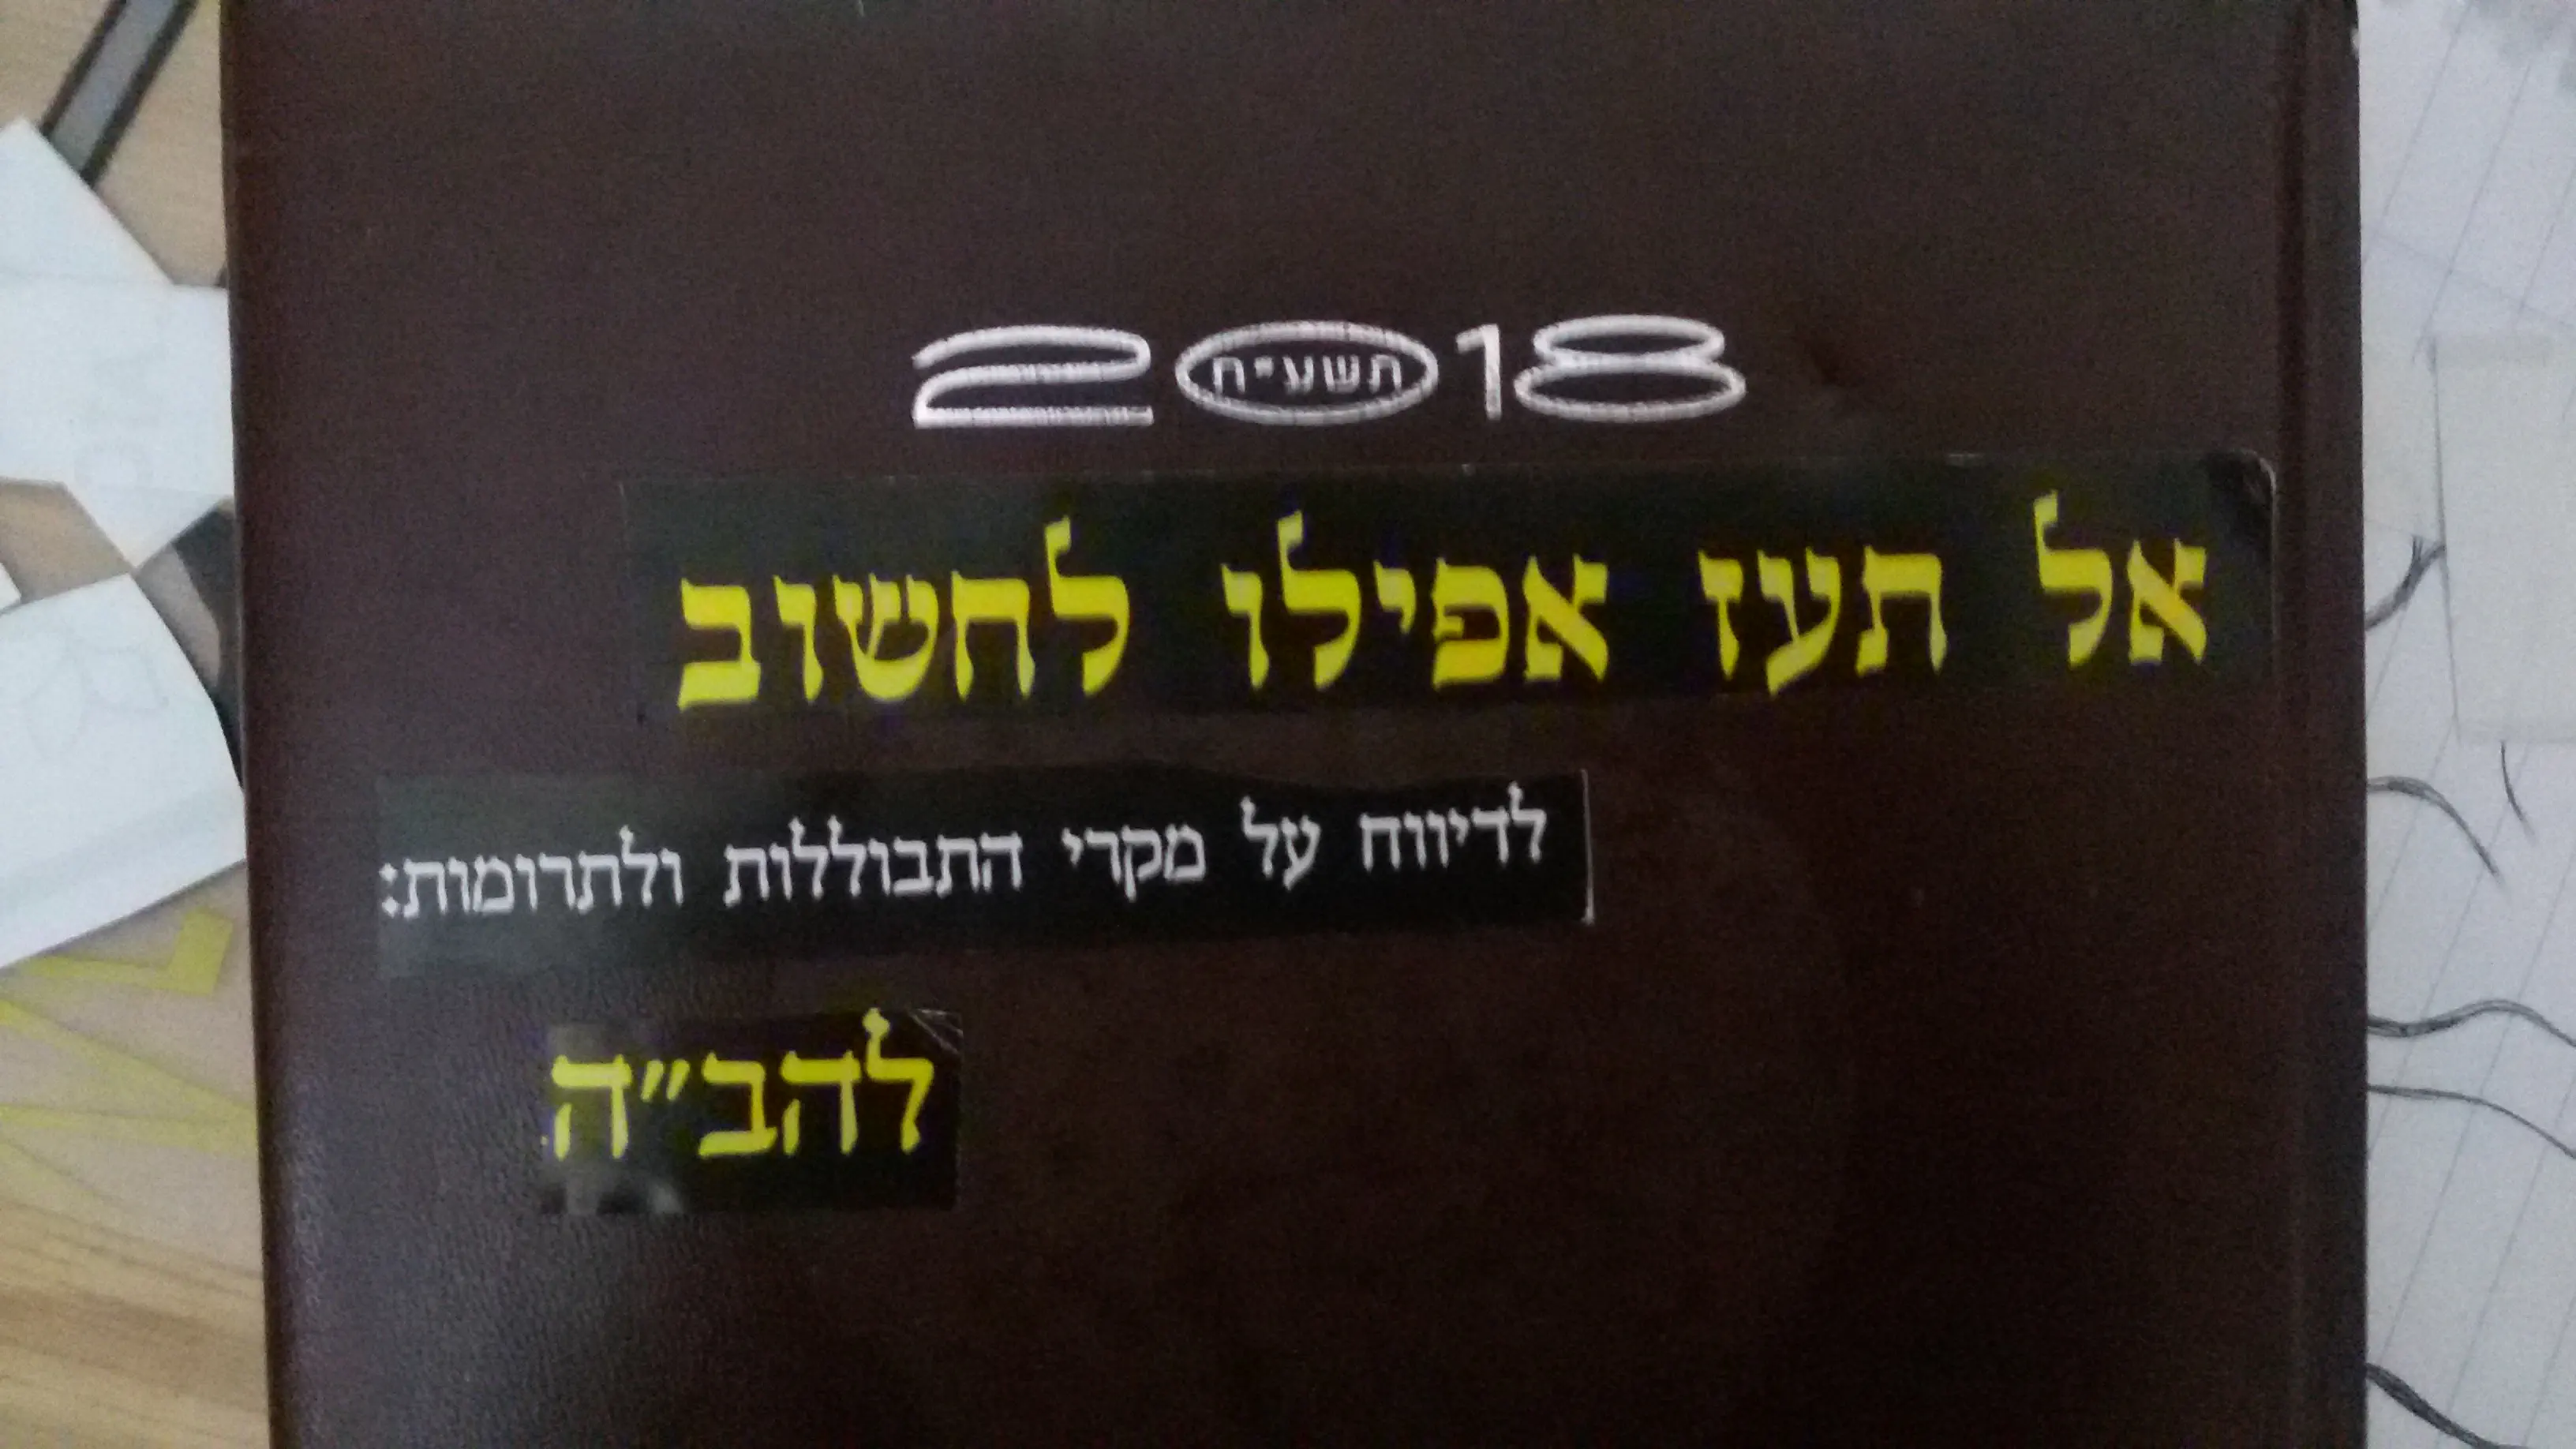 2018
תשע"ח
אל תעז אפילו לחשוב
לדיווח על מקרי התבוללות ולתרומות:
להב"ה